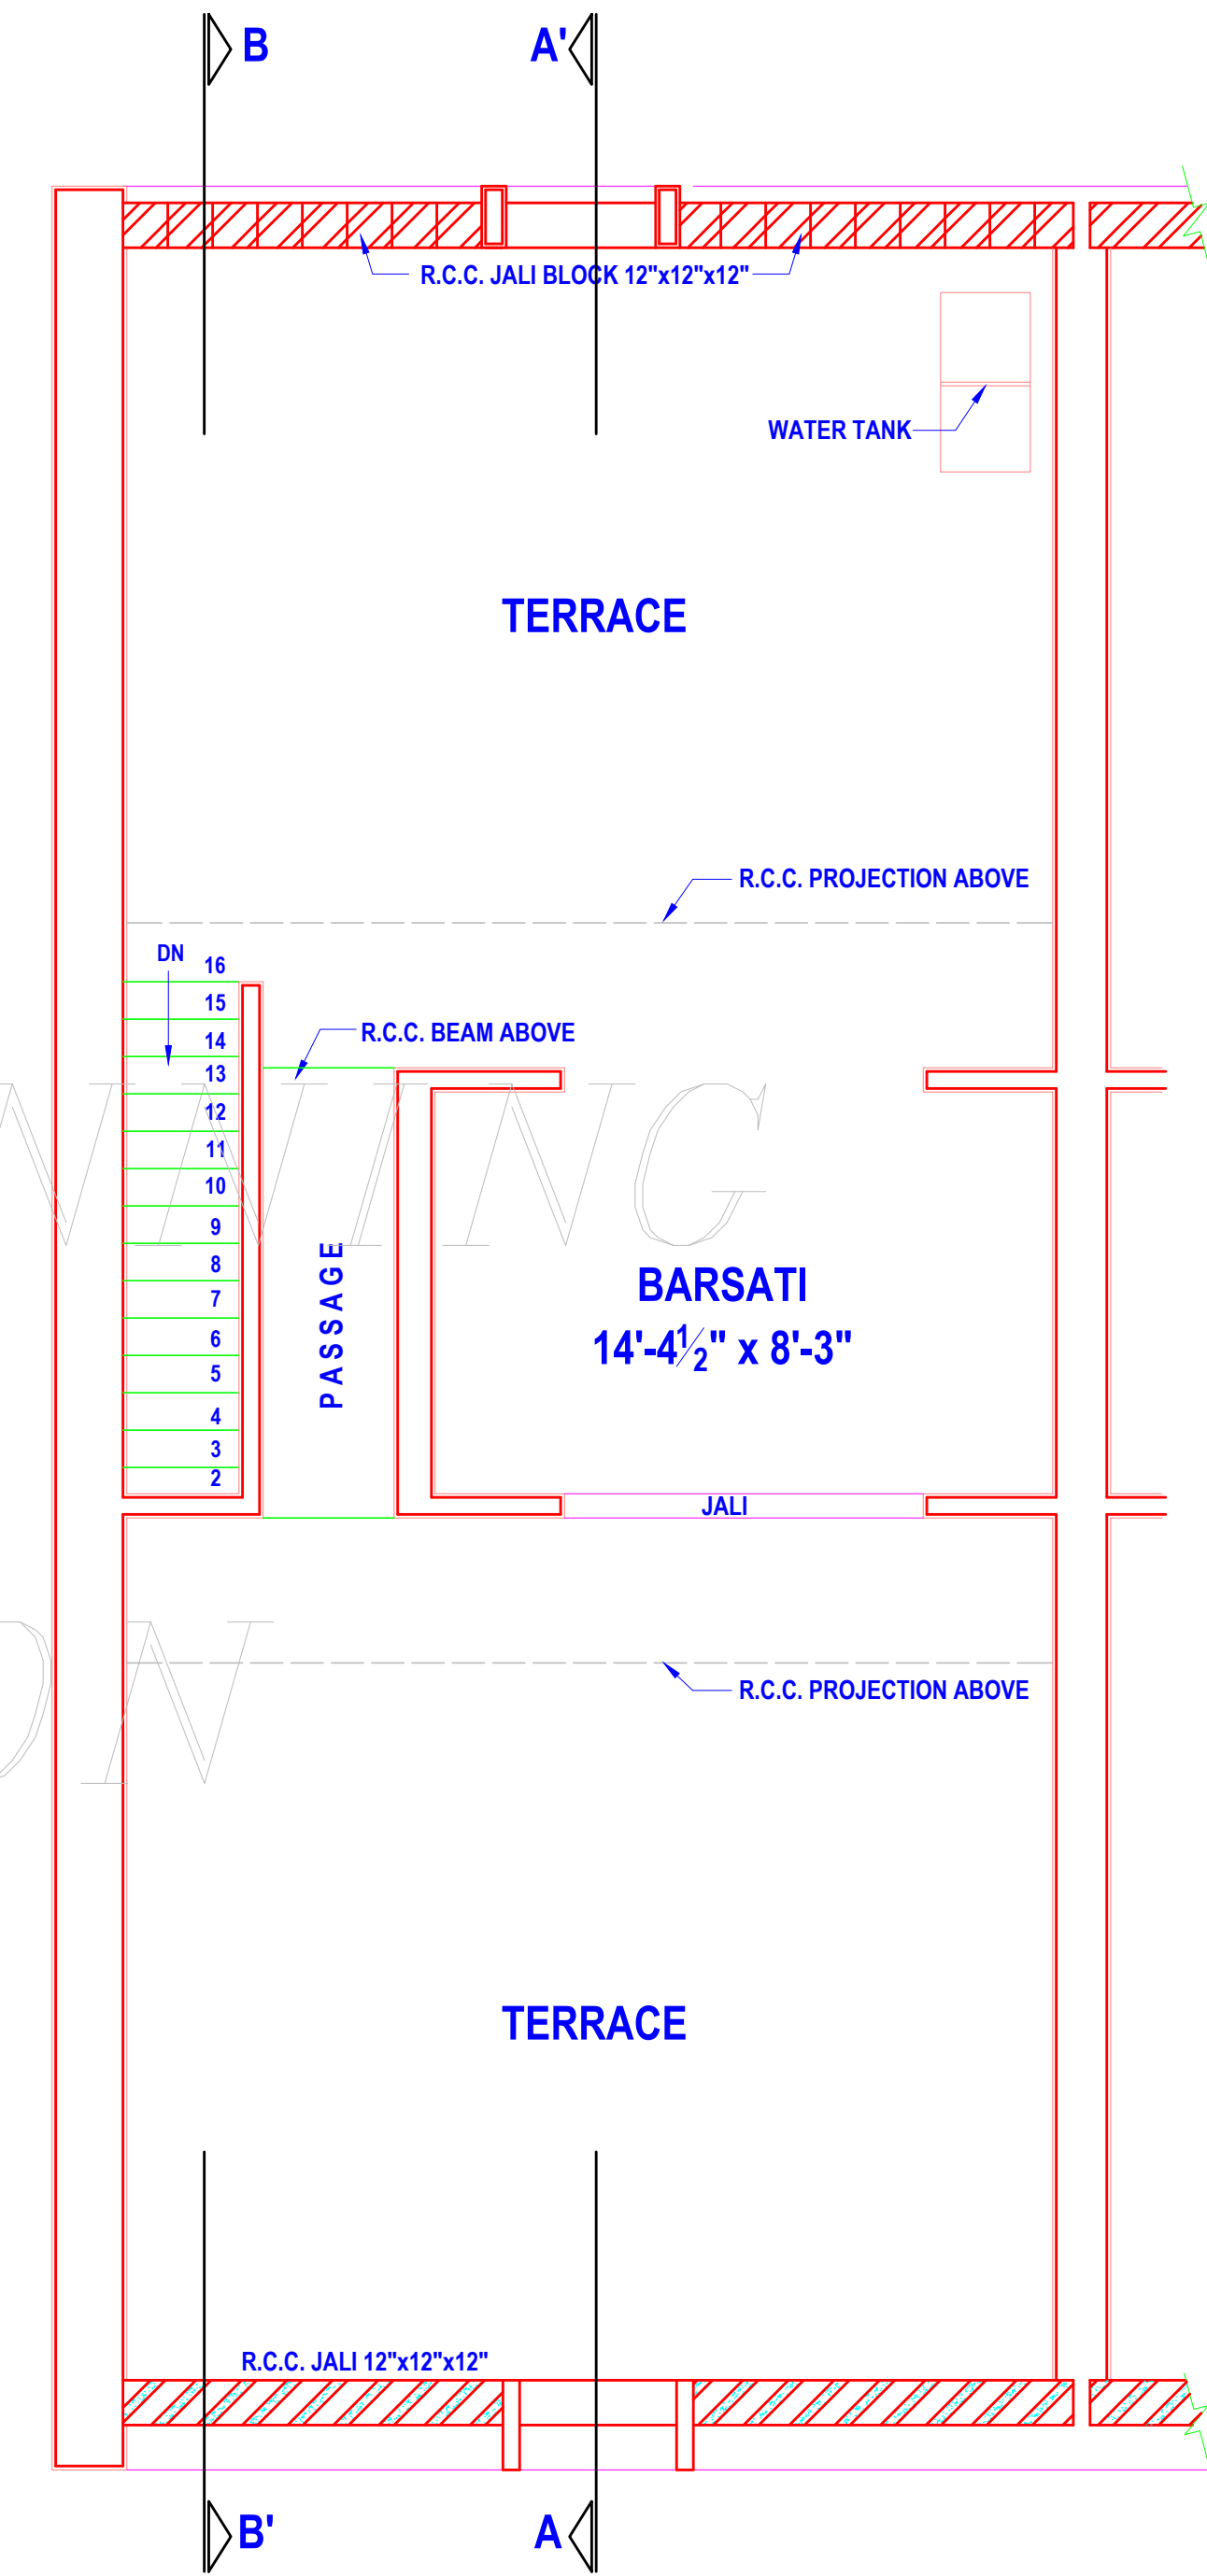 B
A'
R.C.C. JALI BLOCK 12"x12"x12"
WATER TANK
TERRACE
R.C.C. PROJECTION ABOVE
DN
16
15
R.C.C. BEAM ABOVE
14
13
12
11
10
9
8
7
6
5
4
3
2
PASSAGE
BARSATI
14'-4½" x 8'-3"
JALI
R.C.C. PROJECTION ABOVE
TERRACE
R.C.C. JALI 12"x12"x12"
B'
A